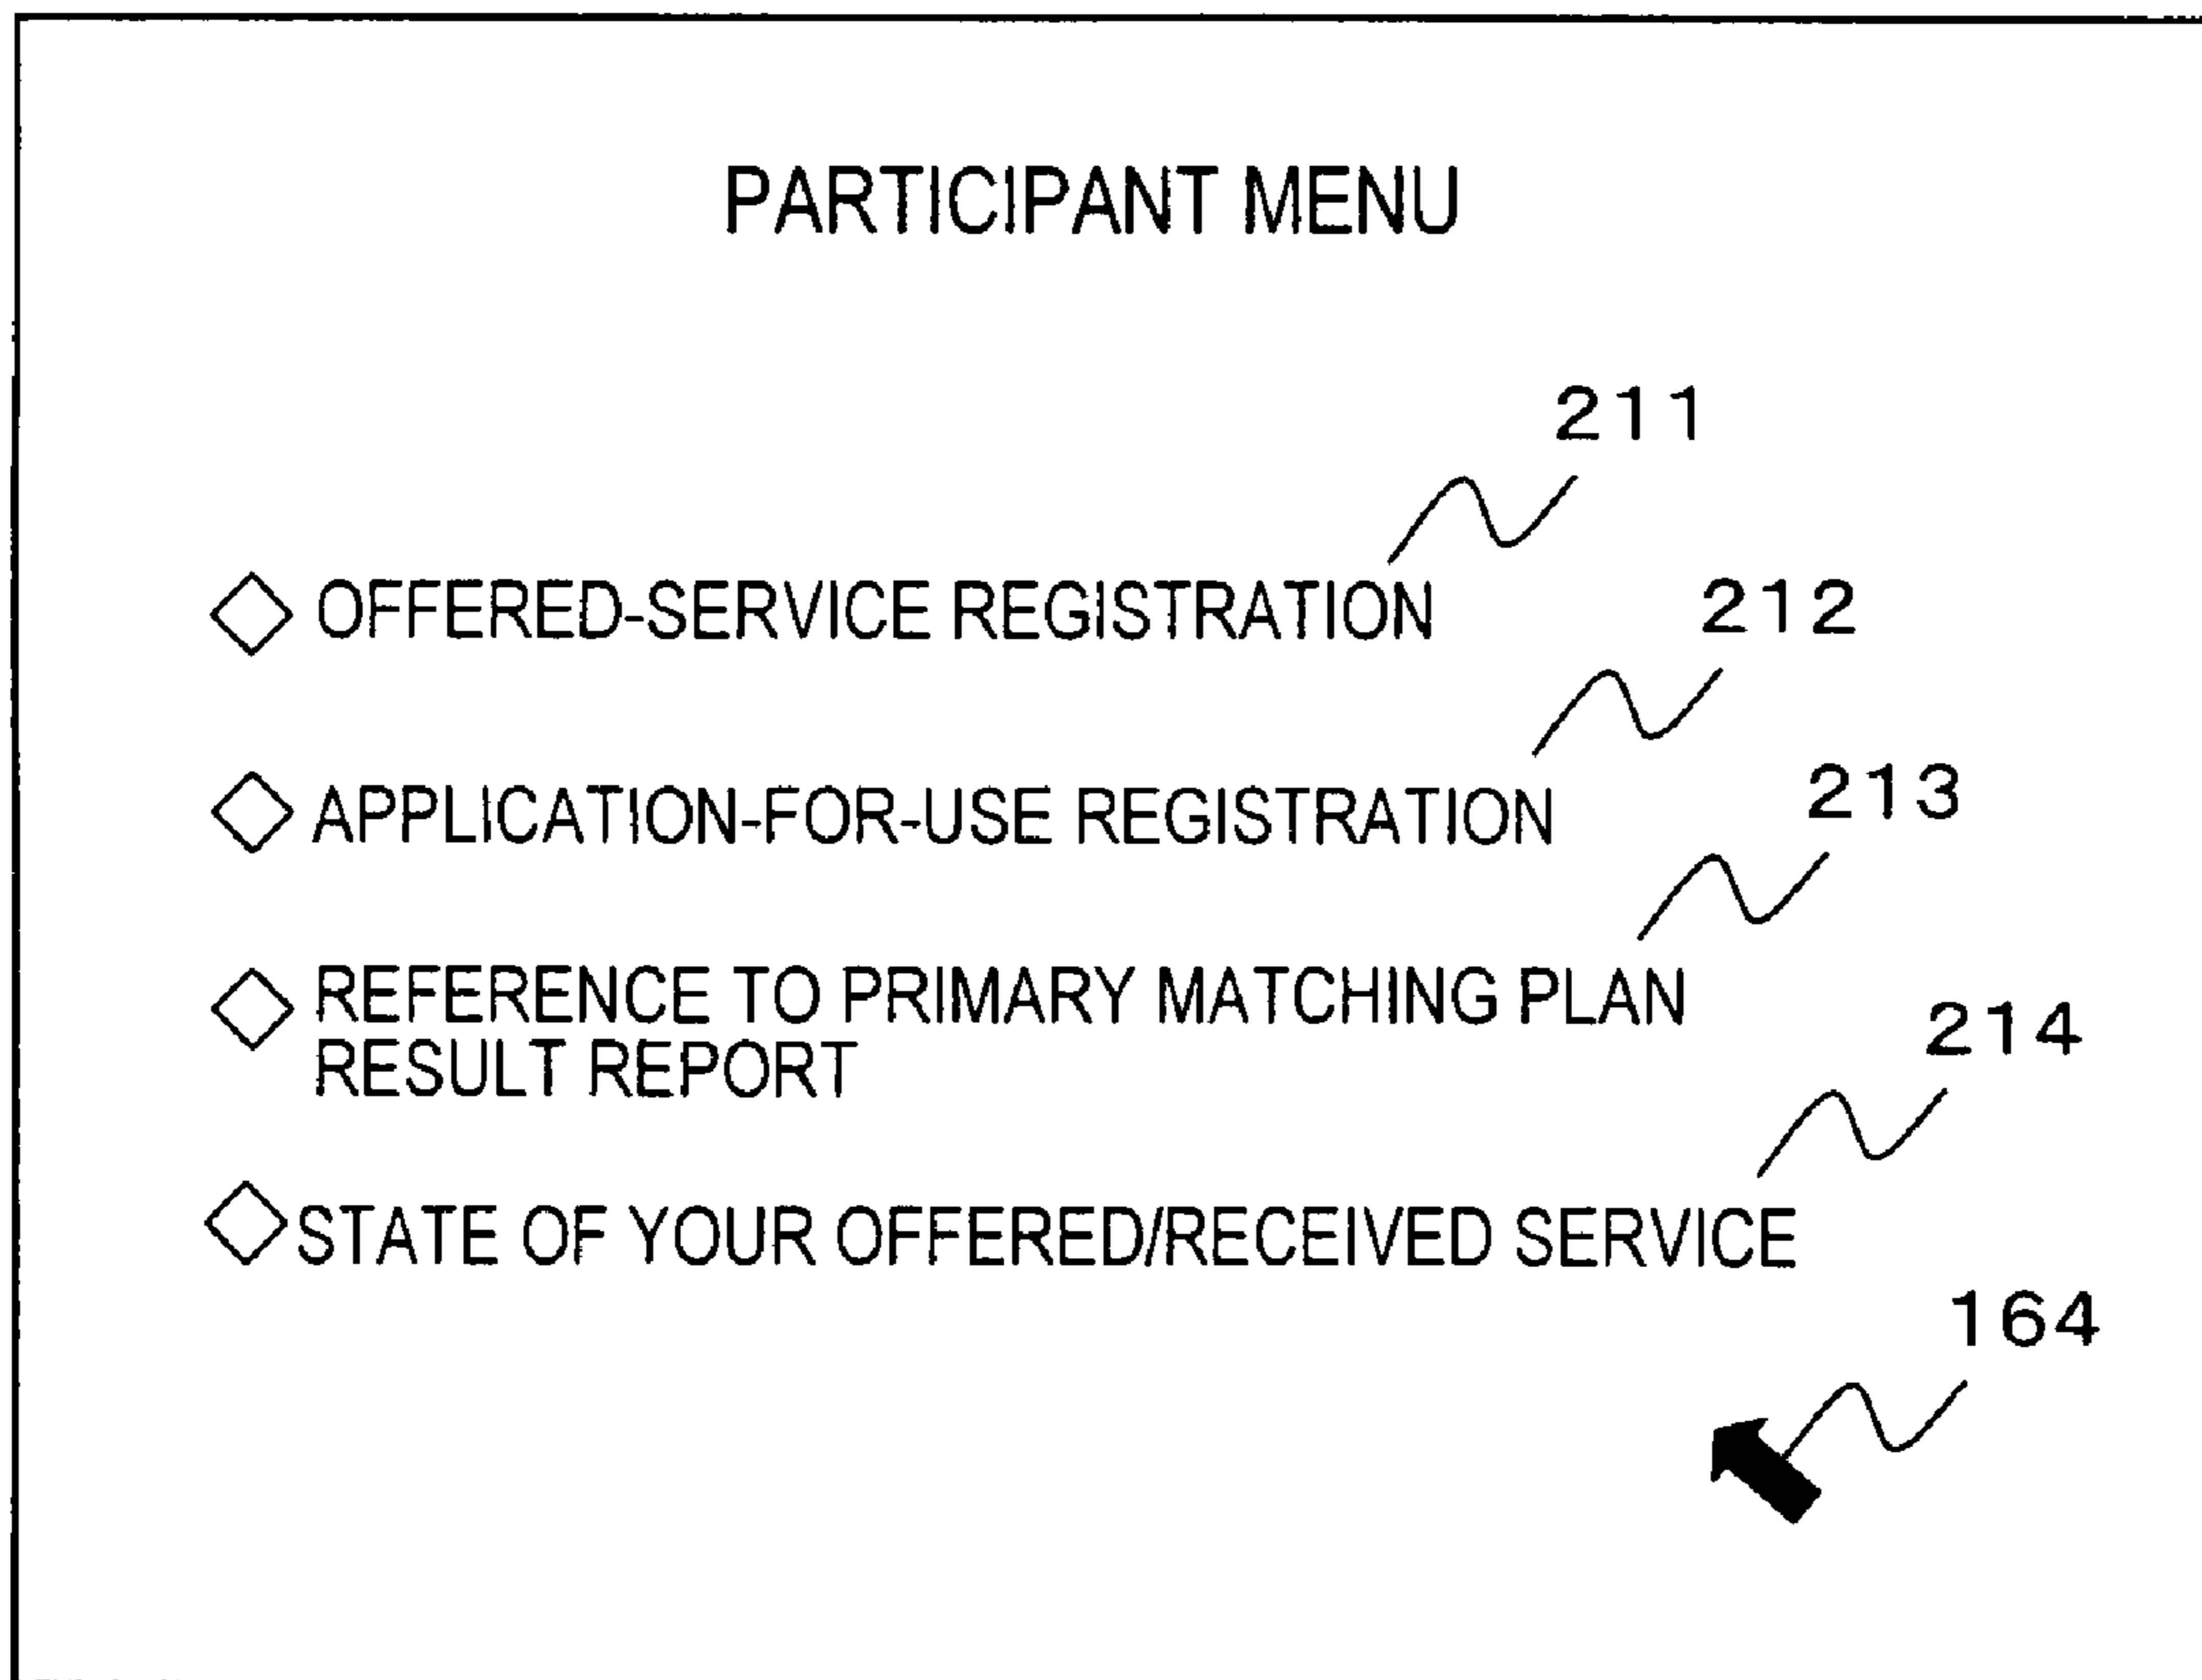 PARTICIPANT MENU
211
OFFERED-SERVICE REGISTRATION
212
APPLICATION-FOR-USE REGISTRATION
213
REFERENCE TO PRIMARY MATCHING PLAN
RESULT REPORT
214
STATE OF YOUR OFFERED/RECEIVED SERVICE
164